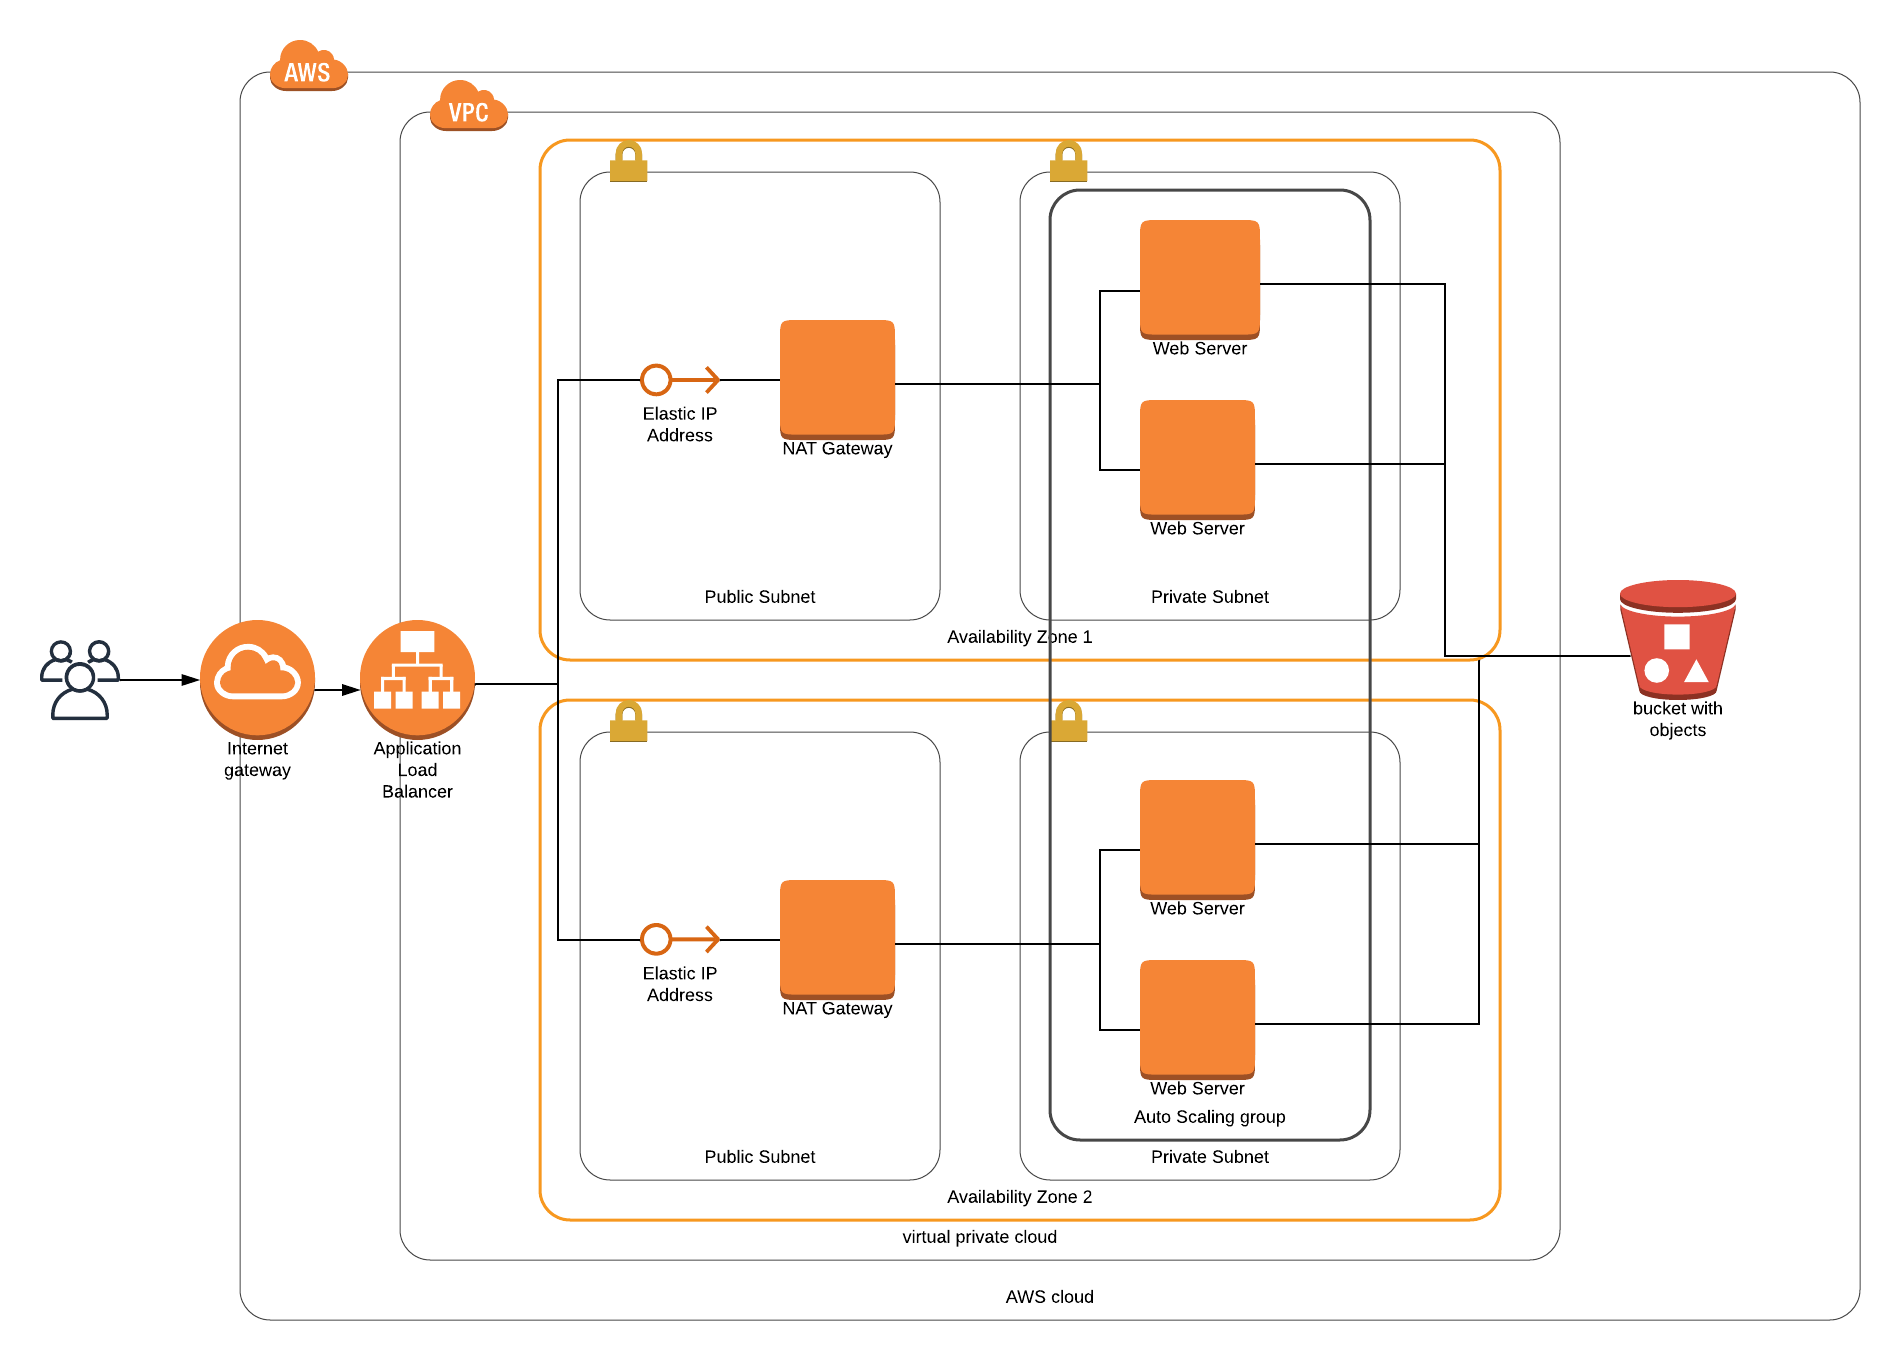 AWS
VPC
Web Server
Elastic IP
Address
NAT Gateway
Web Server
Public Subnet
Private Subnet
Availability Zone 1
Internet
gateway
Application
Load
Balancer
bucket with
objects
Web Server
Elastic IP
Address
NAT Gateway
Web Server
Auto Scaling group
Public Subnet
Private Subnet
Availability Zone 2
virtual private cloud
AWS cloud